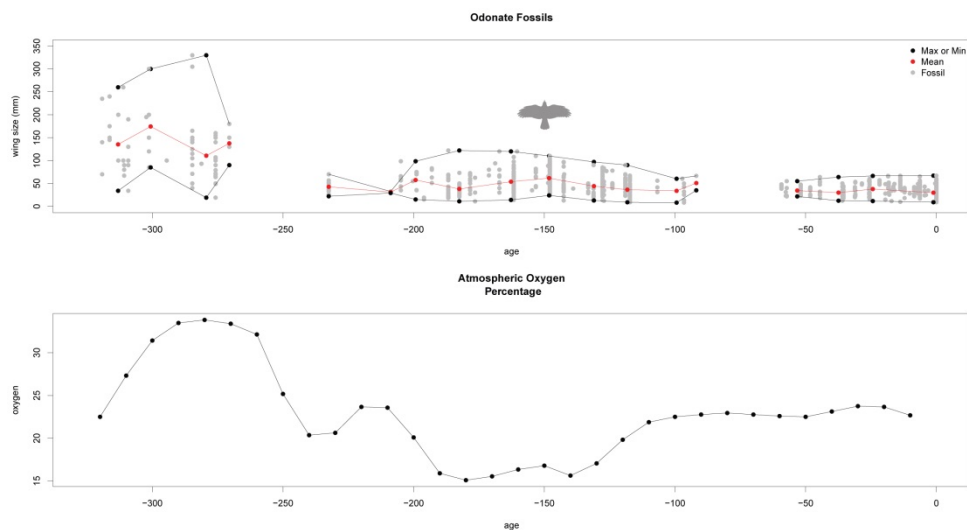 Odonate Fossils
wing size (mm)
350
300
250
200
150
100
50
0
Max or Min
Mean
Fossil
−300
−250
−200
−150
−100
−50
0
age
Atmospheric Oxygen
Percentage
oxygen
30
25
20
15
−300
−250
−200
−150
−100
−50
0
age